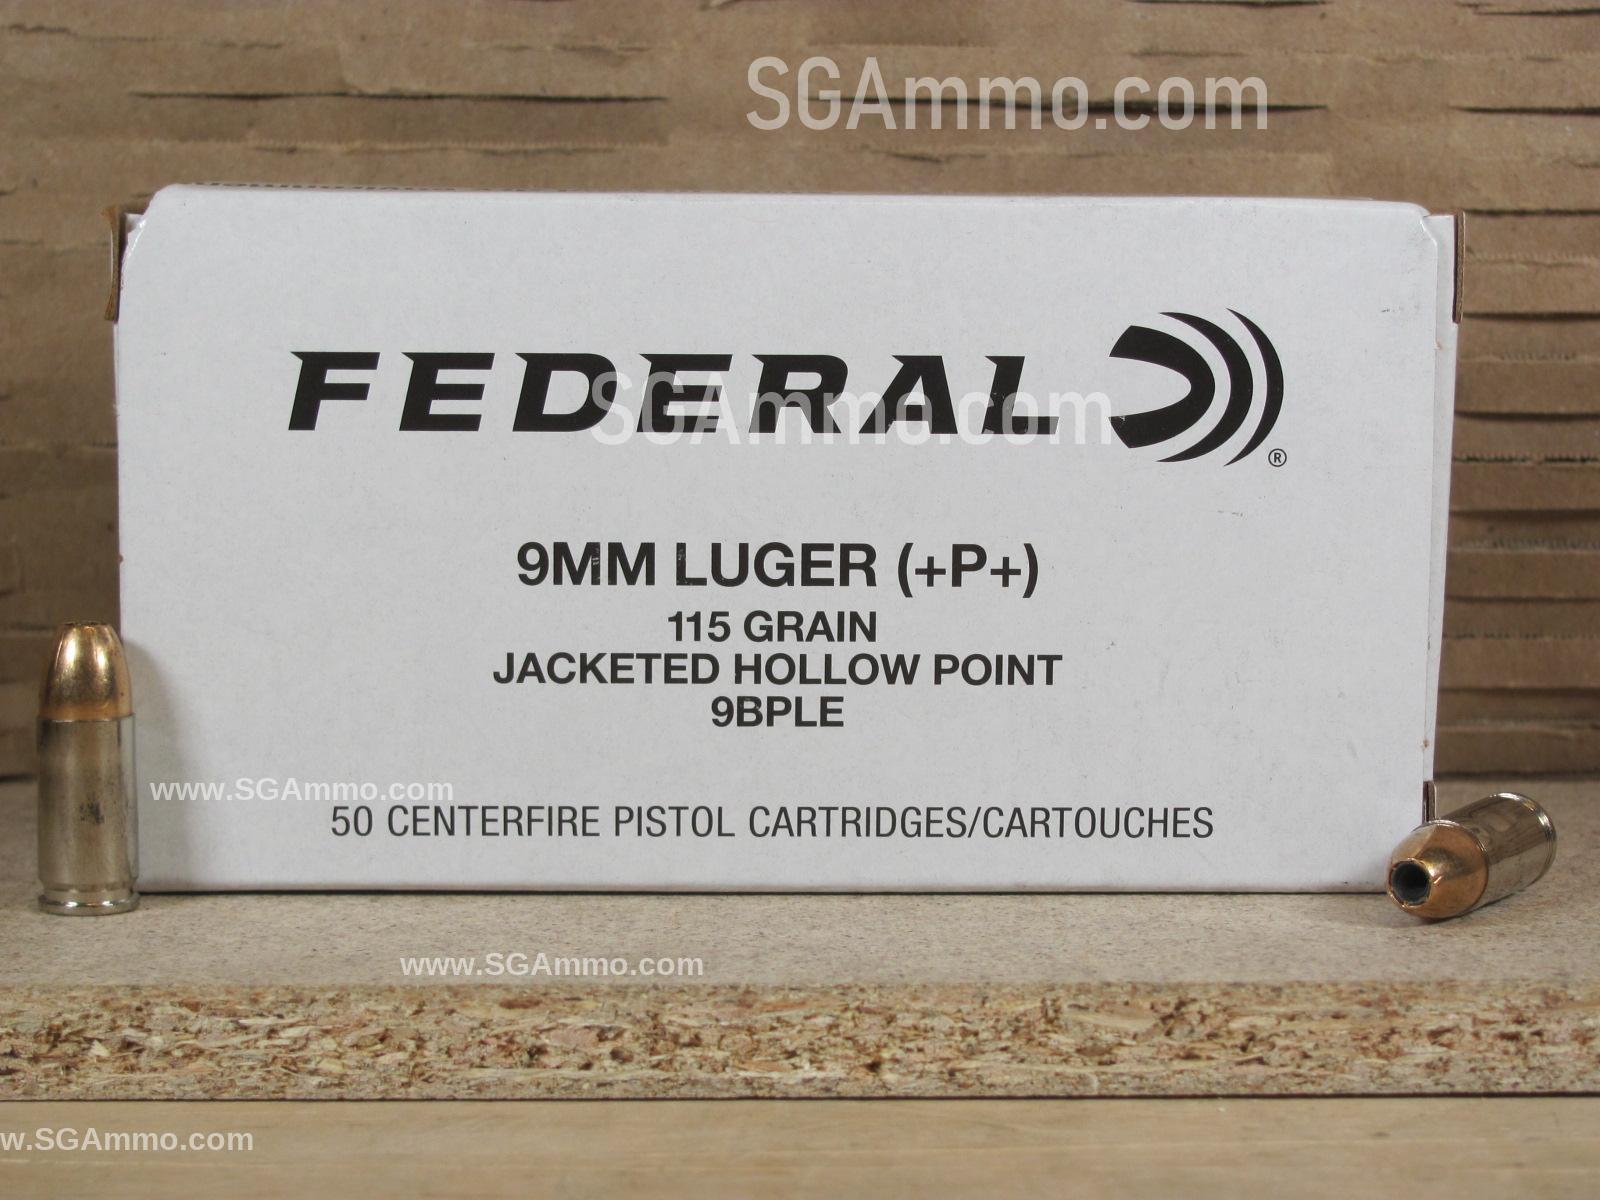 SGAmmo.com
FEDERAL
SGAmmo.com
®
9MM LUGER (+P+)
115 GRAIN
JACKETED HOLLOW POINT
9BPLE
www.SGAmmo.com
50 CENTERFIRE PISTOL CARTRIDGES/CARTOUCHES
www.SGAmmo.com
w.SGAmmo.com